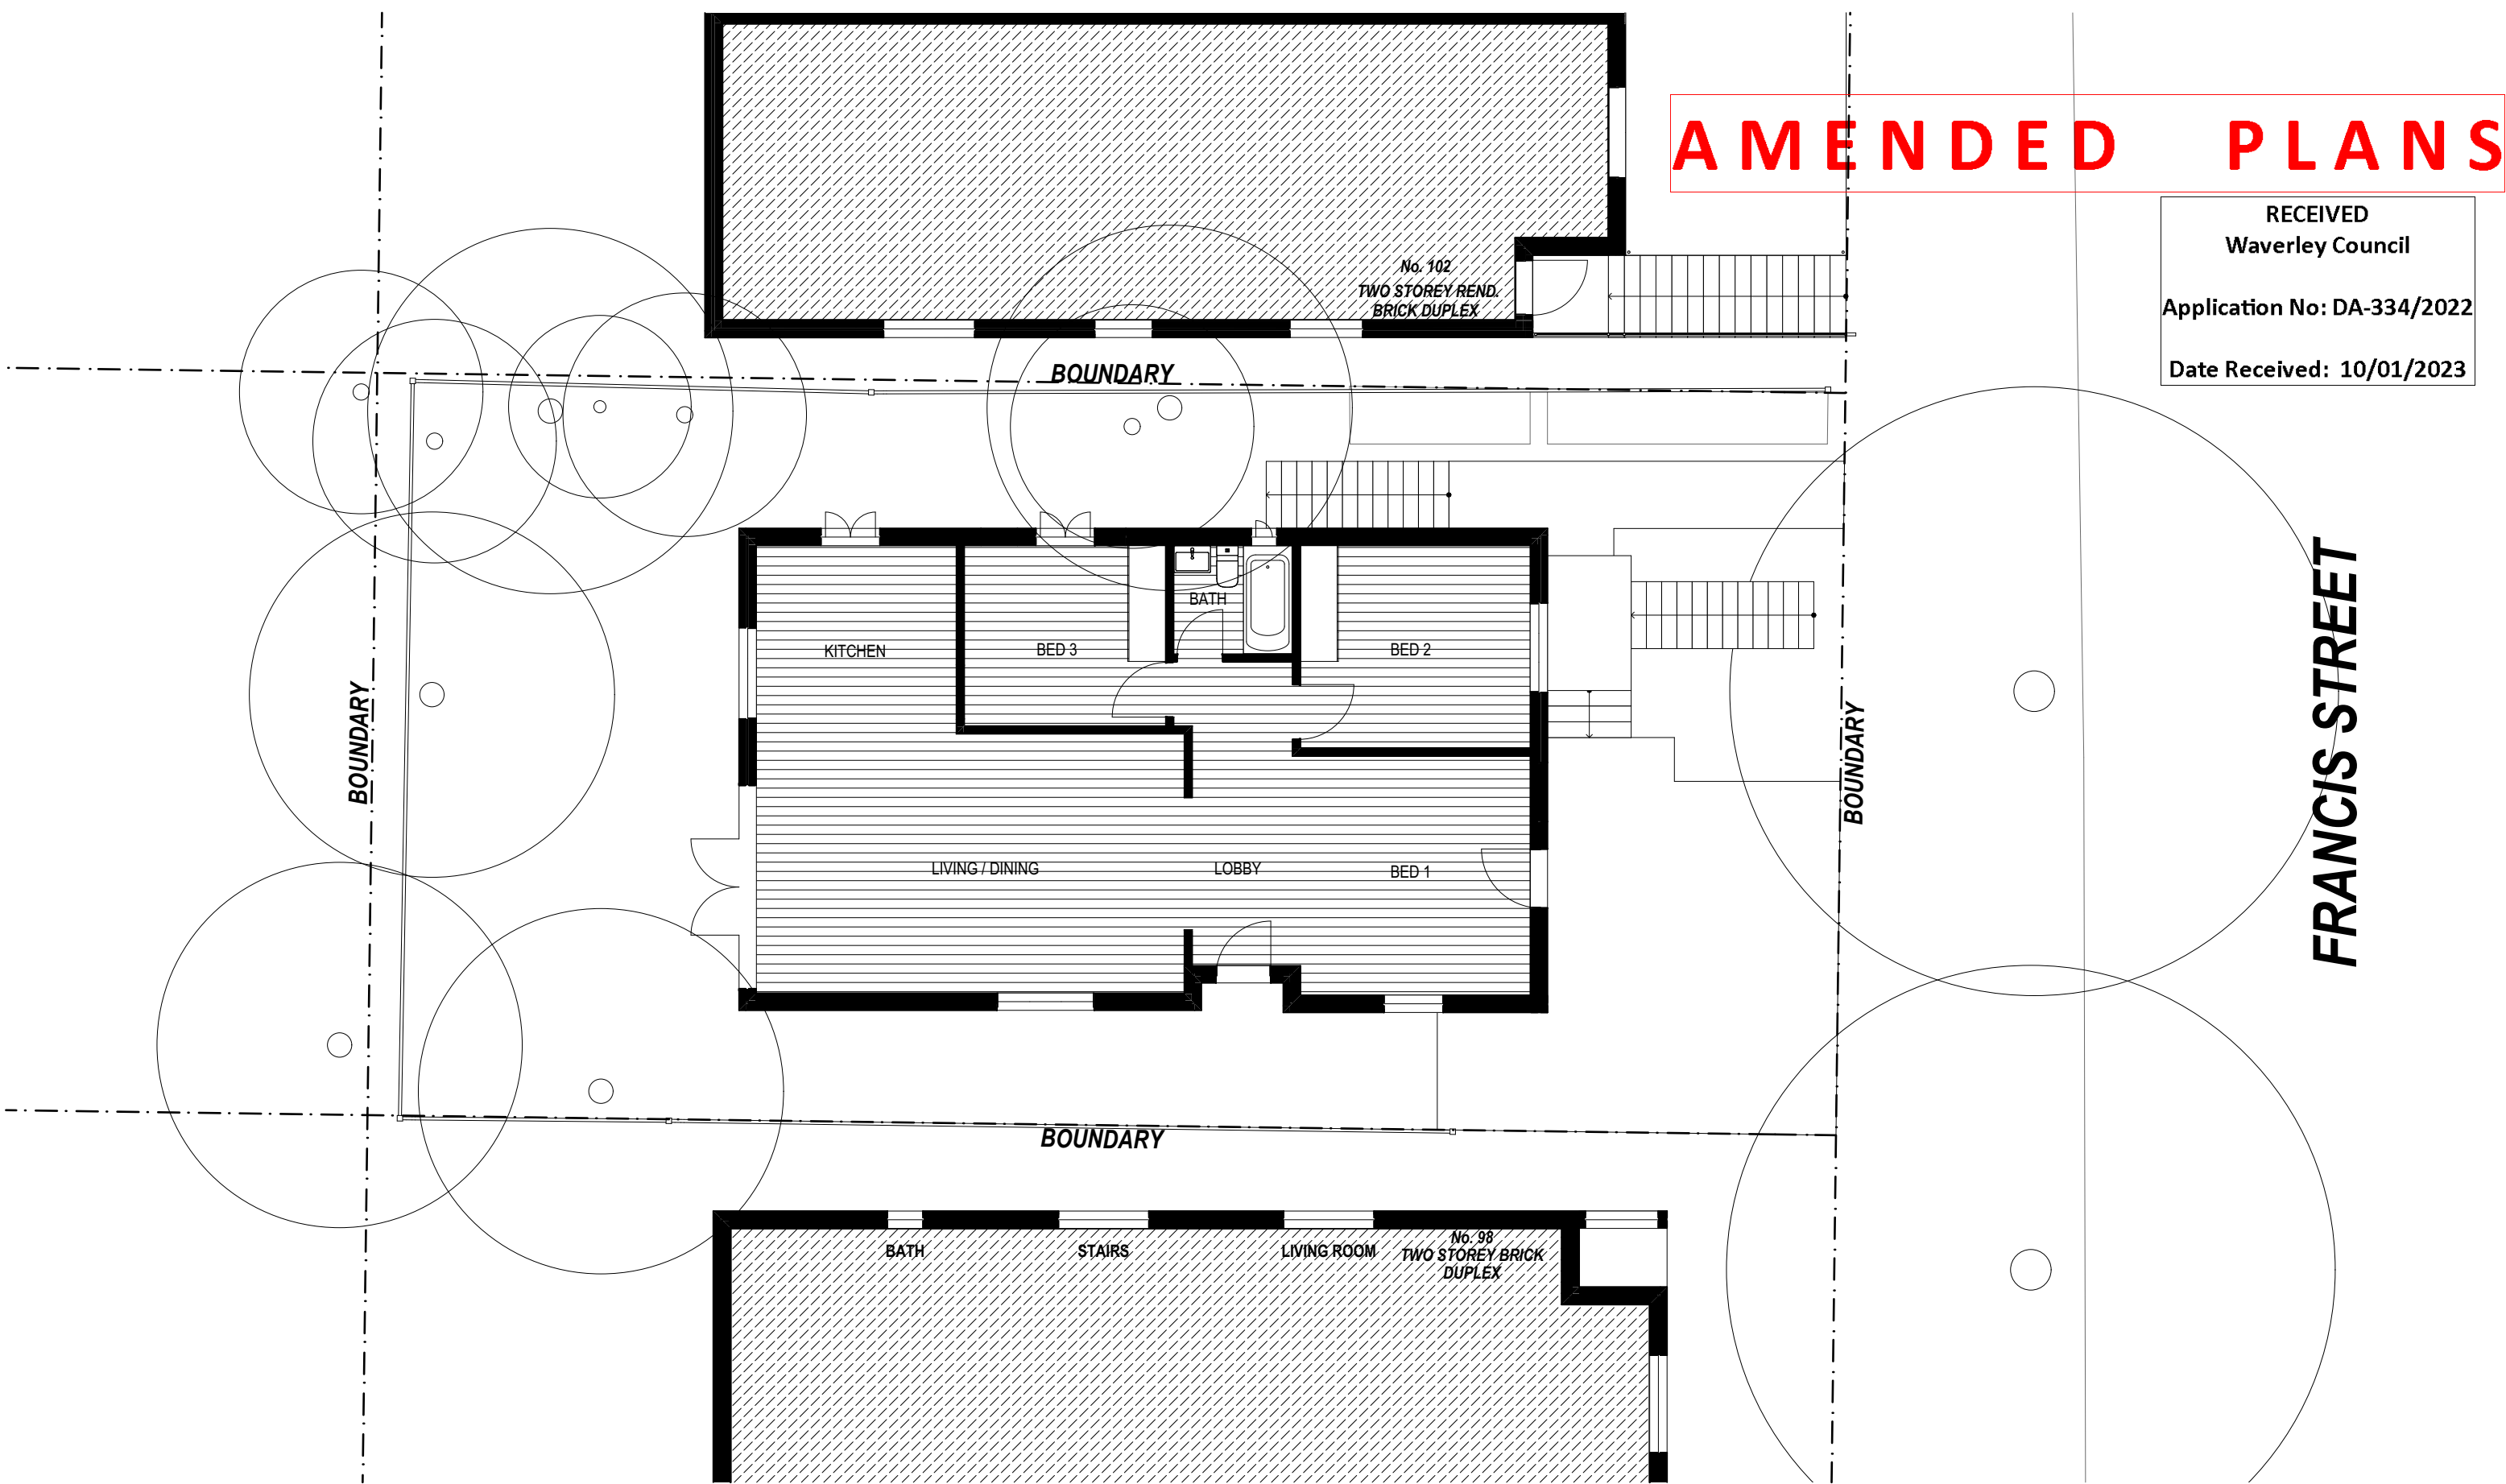 AMENDED PLANS
RECEIVED
Waverley Council
Application No: DA-334/2022
Date Received: 10/01/2023
No. 102
TWO STOREY REND.
BRICK DUPLEX
BOUNDARY
BATH
KITCHEN
BED 3
BED 2
BOUNDARY
BOUNDARY
FRANCIS STREET
LIVING / DINING
LOBBY
BED 1
BOUNDARY
BATH
STAIRS
LIVING ROOM
No. 98
TWO STOREY BRICK
DUPLEX